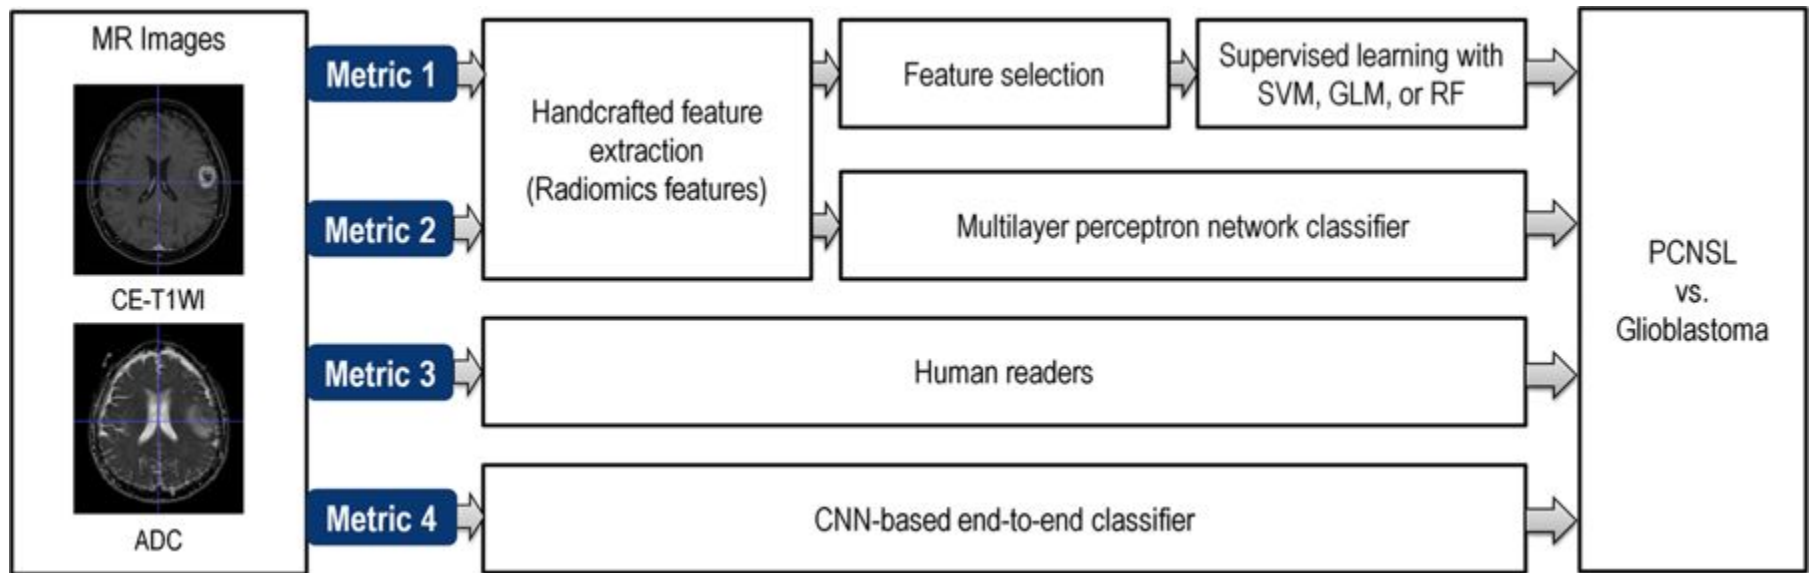 MR Images
CE-T1WI
ADC
Metric 1
Metric 2
Metric 3
Metric 4
Handcrafted feature
extraction
(Radiomics features)
Feature selection
Supervised learning with
SVM, GLM, or RF
Multilayer perceptron network classifier
Human readers
CNN-based end-to-end classifier
PCNSL
vs.
Glioblastoma